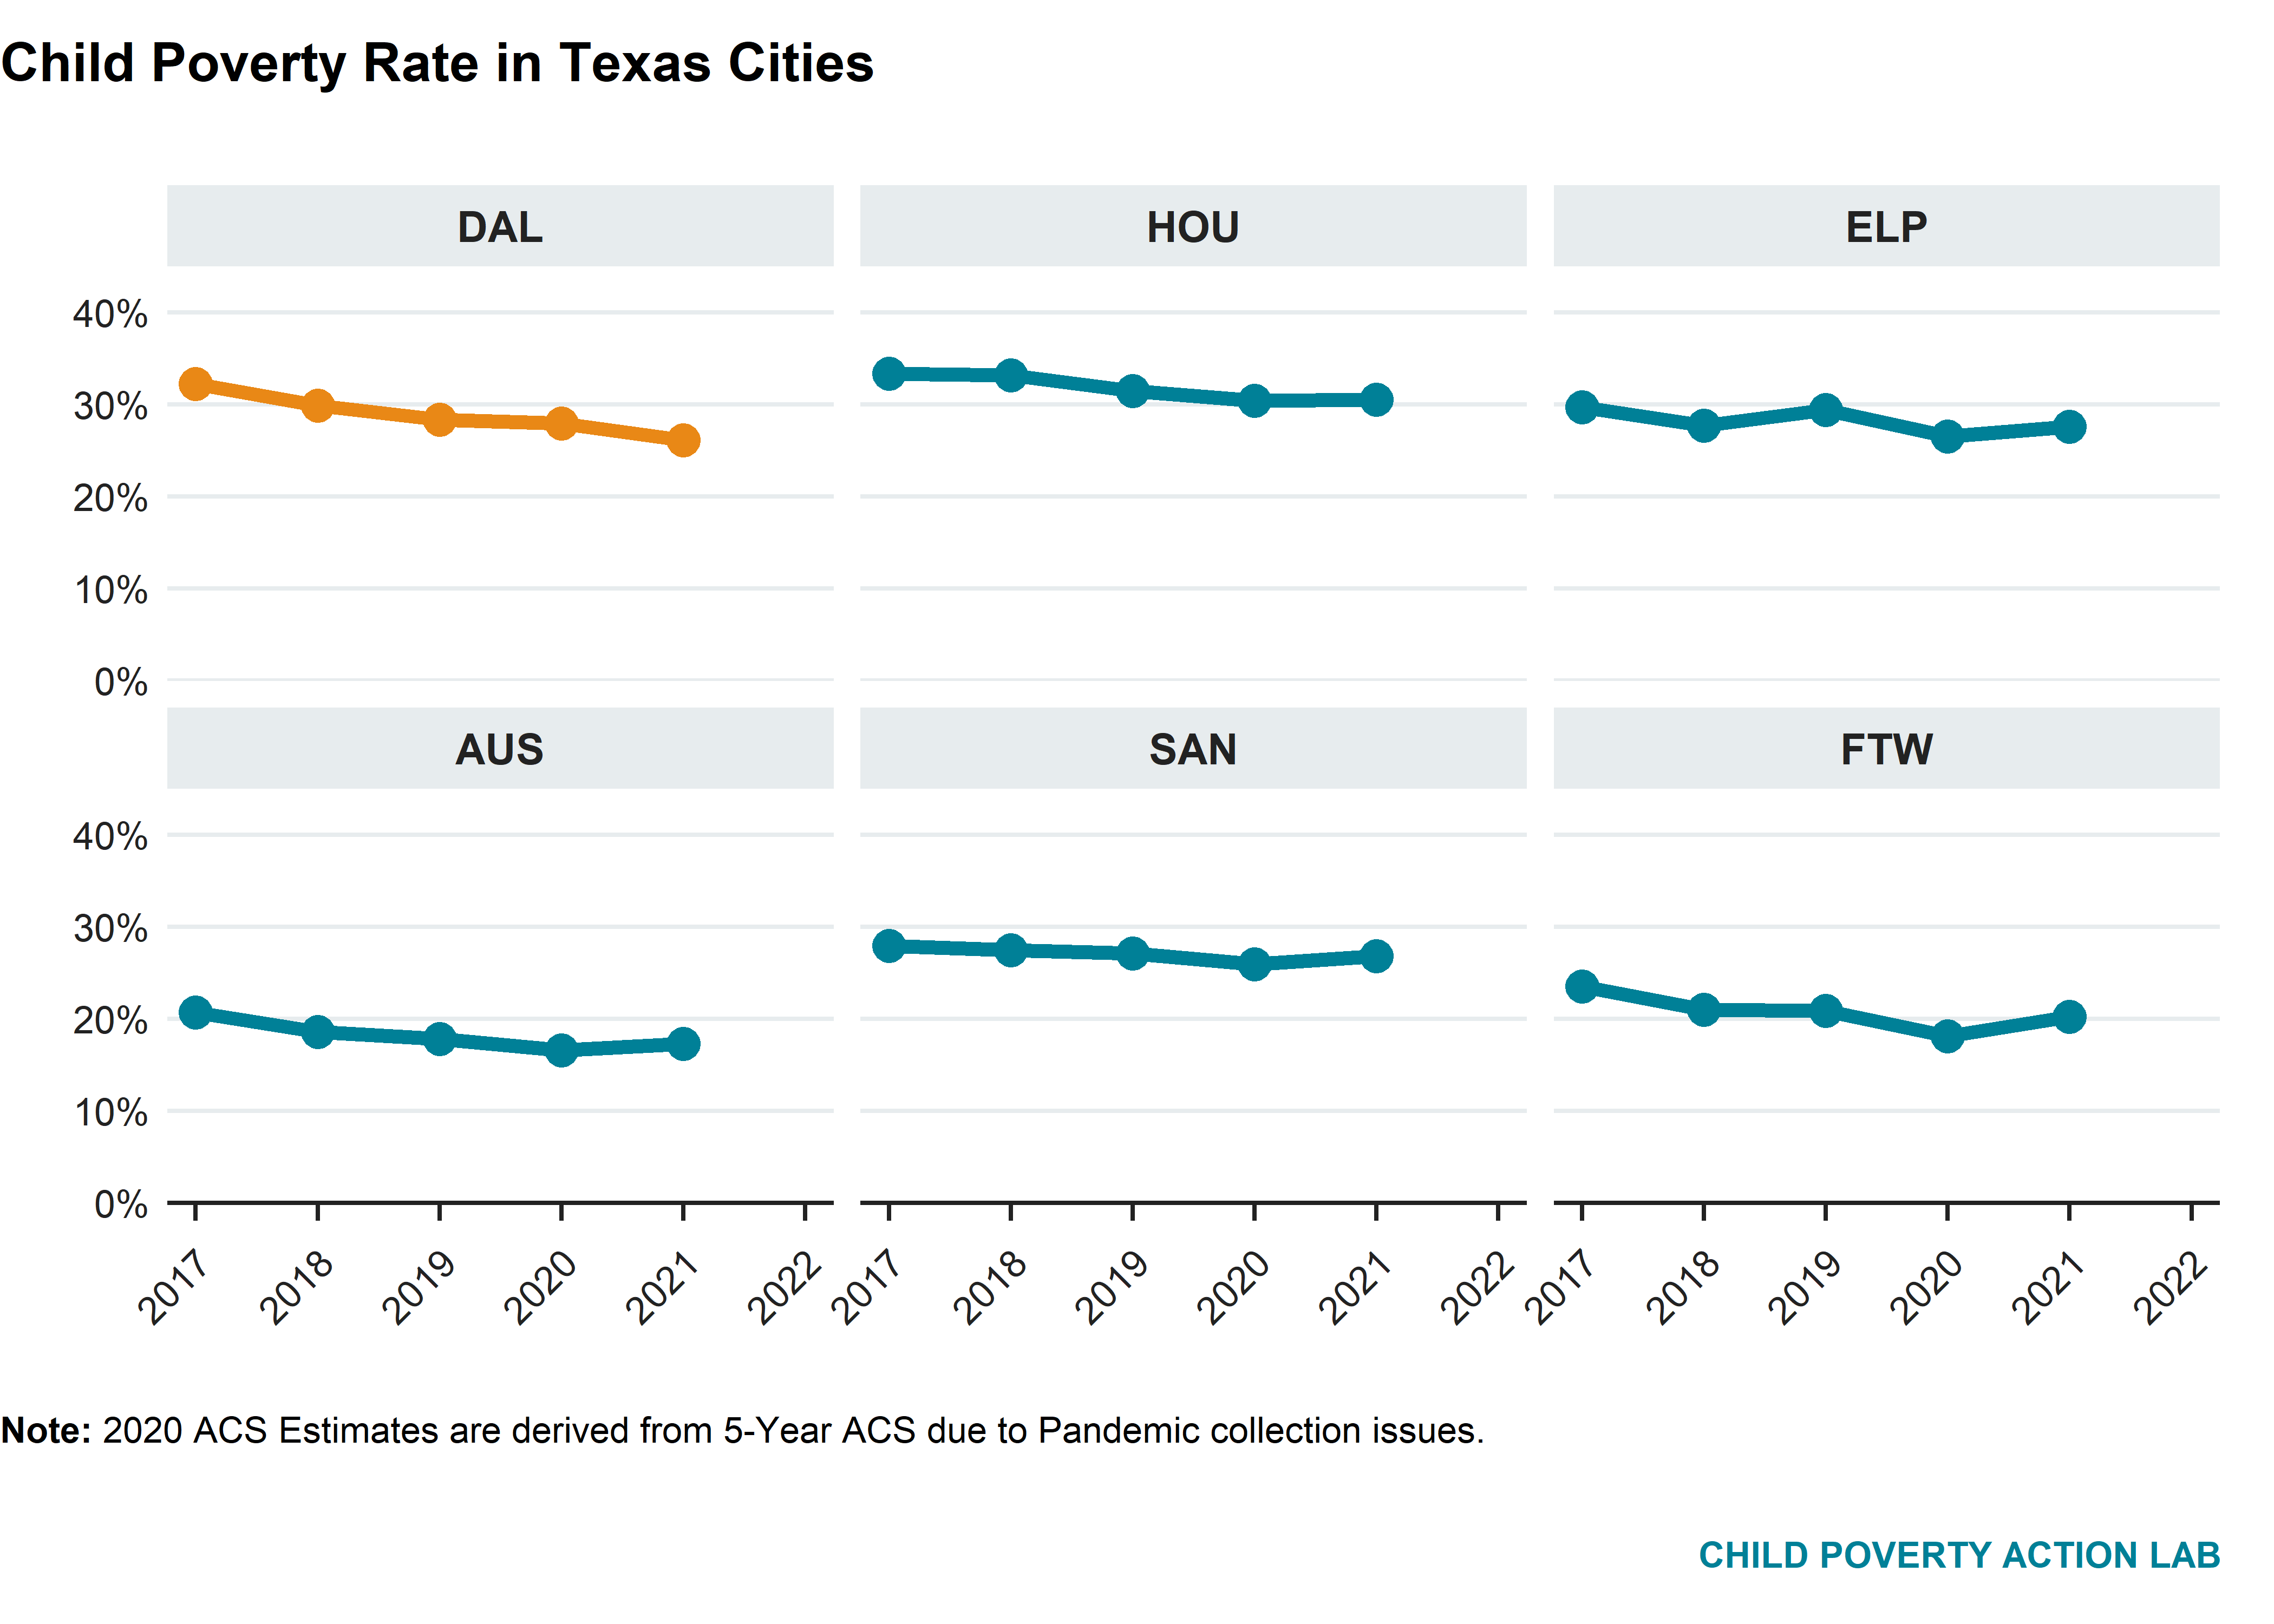 Child Poverty Rate in Texas Cities
DAL
HOU
ELP
40%
30%
20%
10%
0%
AUS
SAN
FTW
40%
30%
20%
10%
0%
2017 2018 2019 2020 2021 2022 2017 2018 2019 2020 2021 2022 2017 2018 2019 2020 2021 2022
Note: 2020 ACS Estimates are derived from 5-Year ACS due to Pandemic collection issues.
CHILD POVERTY ACTION LAB